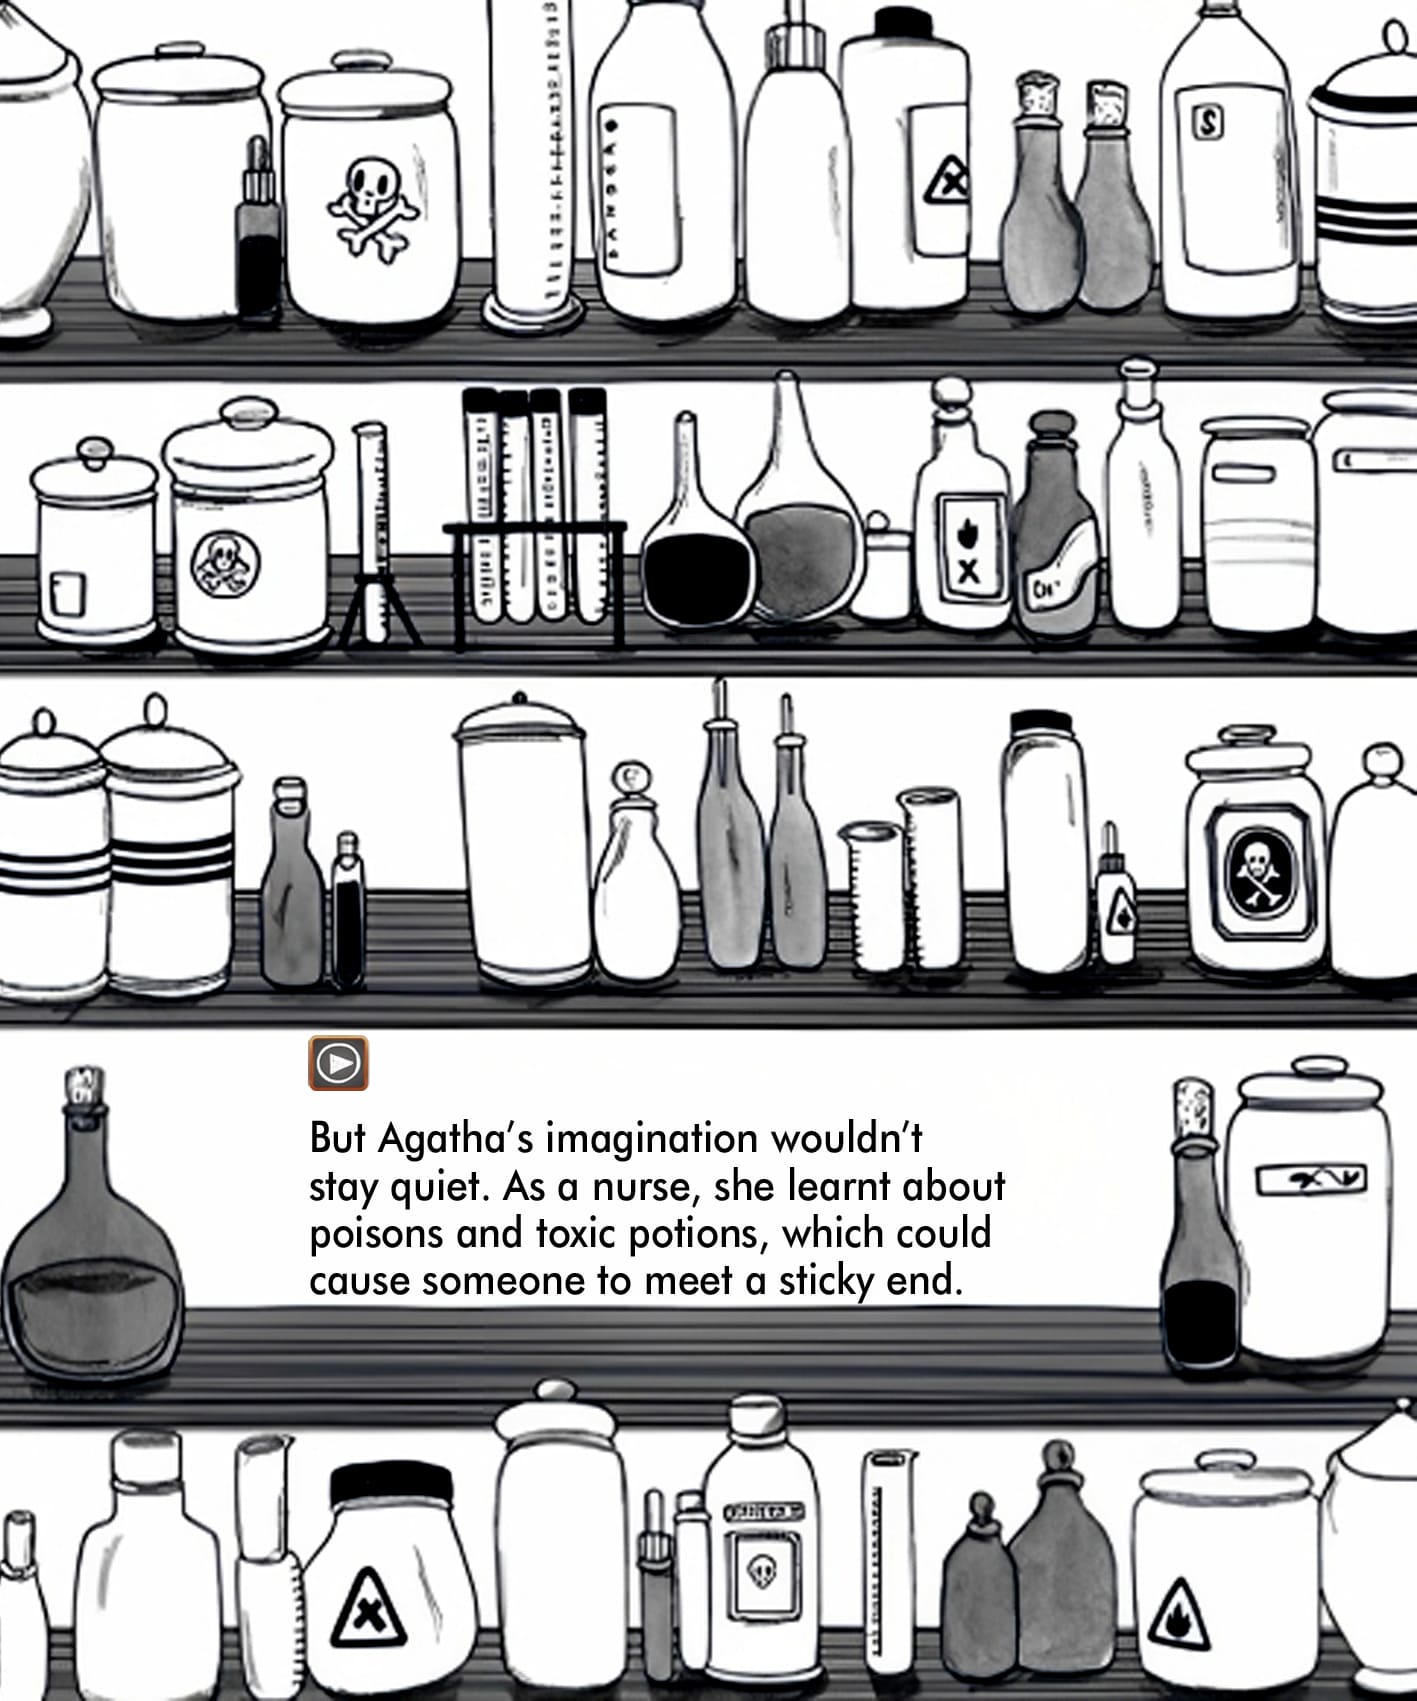 S
But Agatha's imagination wouldn't
stay quiet. As a nurse, she learnt about
poisons and toxic potions, which could
cause someone to meet a sticky end.